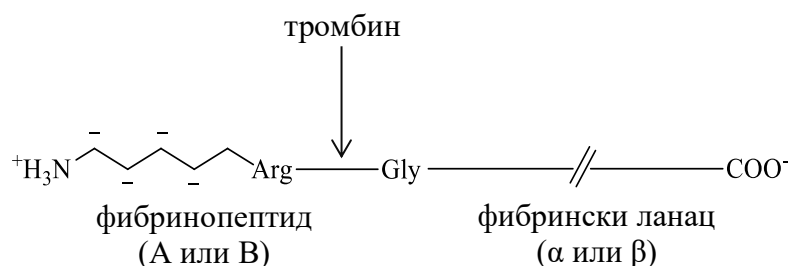 тромбин
⁺H₃N – – – – Arg Gly COO⁻
фибринопептид фибрински ланац
(А или В) (α или β)